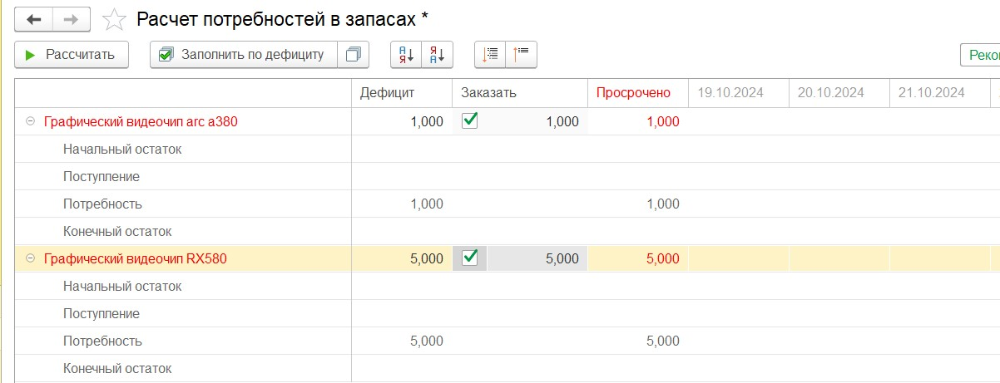 Расчет потребностей в запасах *
Рассчитать Заполнить по дефициту А Я Я А Реко
Дефицит Заказать Просрочено 19.10.2024 20.10.2024 21.10.2024
Графический видеочип arc a380 1,000 1,000 1,000
Начальный остаток
Поступление
Потребность 1,000 1,000
Конечный остаток
Графический видеочип RX580 5,000 5,000 5,000
Начальный остаток
Поступление
Потребность 5,000 5,000
Конечный остаток